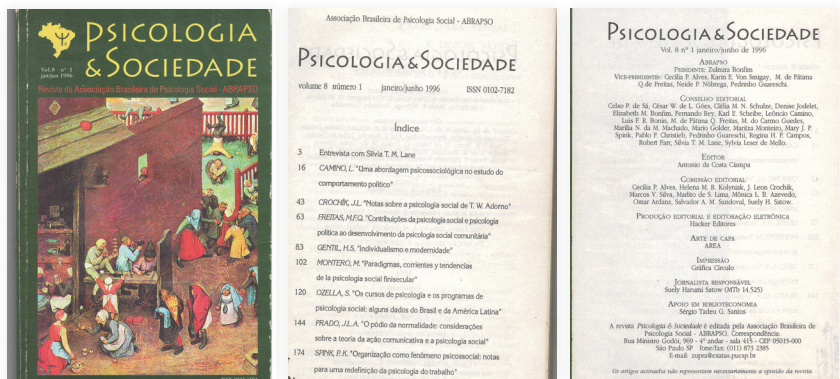 PSICOLOGIA
& SOCIEDADE
Vol.8 nº 1
jan/jun 1996
Revista da Associação Brasileira de Psicologia Social - ABRAPSO
Associação Brasileira de Psicologia Social - ABRAPSO
PSICOLOGIA & SOCIEDADE
volume 8 número 1 janeiro/junho 1996 ISSN 0102-7182
Índice
3 Entrevista com Silvia T. M. Lane
16 CAMINO, L. "Uma abordagem psicossociológica no estudo do
comportamento político"
43 CROCHÍK, J.L. "Notas sobre a psicologia social de T. W. Adorno"
63 FREITAS, M.F.Q. "Contribuições da psicologia social e psicologia
política ao desenvolvimento da psicologia social comunitária"
83 GENTIL, H.S. "Individualismo e modernidade"
102 MONTERO, M. "Paradigmas, corrientes y tendencias
de la psicologia social finisecular"
120 OZELLA, S. "Os cursos de psicologia e os programas de
psicologia social: alguns dados do Brasil e da América Latina"
144 PRADO, J.L.A. "O pódio da normalidade: considerações
sobre a teoria da ação comunicativa e a psicologia social"
174 SPINK, P.K. "Organização como fenômeno psicossocial: notas
para uma redefinição da psicologia do trabalho"
PSICOLOGIA & SOCIEDADE
Vol. 8 nº 1 janeiro/junho de 1996
ABRAPSO
PRESIDENTE: Zulmira Bonfim
VICE-PRESIDENTES: Cecília P. Alves, Karin E. Von Smigay, M. de Fátima
Q.de Freitas, Neide P. Nóbrega, Pedrinho Guareschi.
CONSELHO EDITORIAL
Celso P. de Sá, César W. de L. Góes, Clélia M. N. Schulze, Denise Jodelet,
Elizabeth M. Bonfim, Fernando Rey, Karl E. Scheibe, Leôncio Camino,
Luis F. R. Bonin, M. de Fátima Q. Freitas, M. do Carmo Guedes,
Marília N. da M. Machado, Mario Golder, Maritza Monteiro, Mary J. P.
Spink, Pablo F. Christieb, Pedrinho Guareschi, Regina H. F. Campos,
Robert Farr, Silvia T. M. Lane, Sylvia Leser de Mello.
EDITOR
Antonio da Costa Ciampa
COMISSÃO EDITORIAL
Cecília P. Alves, Helena M. R. Kolyniak, J. Leon Crochik,
Marcos V. Silva, Marlito de S. Lima, Mônica L. B. Azevedo,
Omar Ardans, Salvador A. M. Sandoval, Suely H. Satow.
PRODUÇÃO EDITORIAL E EDITORAÇÃO ELETRÔNICA
Hacker Editores
ARTE DE CAPA
AREA
IMPRESSÃO
Gráfica Círculo
JORNALISTA RESPONSÁVEL
Suely Harumi Satow (MTb 14.525)
APOIO EM BIBLIOTECONOMIA
Sérgio Tadeu G. Santos
A revista Psicologia & Sociedade é editada pela Associação Brasileira de
Psicologia Social - ABRAPSO. Correspondência:
Rua Ministro Godói, 969 - 4º andar - sala 415 - CEP 05015-000
São Paulo SP fone/fax: (011) 873 2385
E-mail: zupra@exatas.pucsp.br
Os artigos assinados não representam necessariamente a opinião da revista